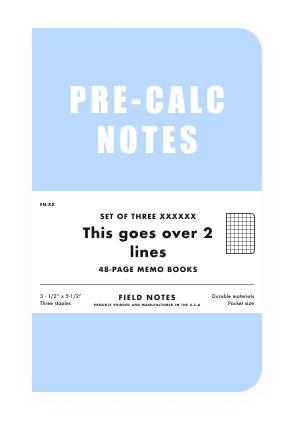 PRE-CALC
NOTES
FN-XX
SET OF THREE XXXXXX
This goes over 2
lines
48-PAGE MEMO BOOKS
3 - 1/2" x 5-1/2"
Three staples
FIELD NOTES
PROUDLY PRINTED AND MANUFACTURED IN THE U.S.A
Durable materials
Pocket size